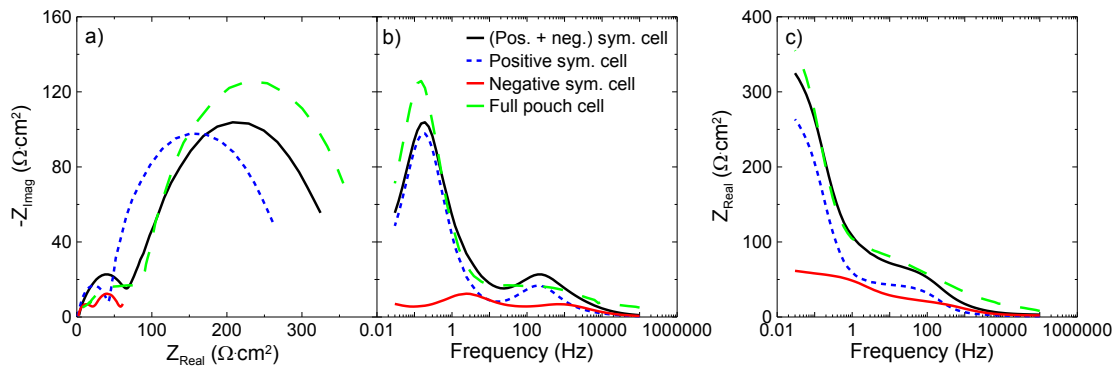 a)
-Z_Imag (Ω·cm²)
160
120
80
40
0
0
100
200
300
Z_Real (Ω·cm²)
b)
(Pos. + neg.) sym. cell
Positive sym. cell
Negative sym. cell
Full pouch cell
0.01
1
100
10000
1000000
Frequency (Hz)
c)
Z_Real (Ω·cm²)
400
300
200
100
0
0.01
1
100
10000
1000000
Frequency (Hz)